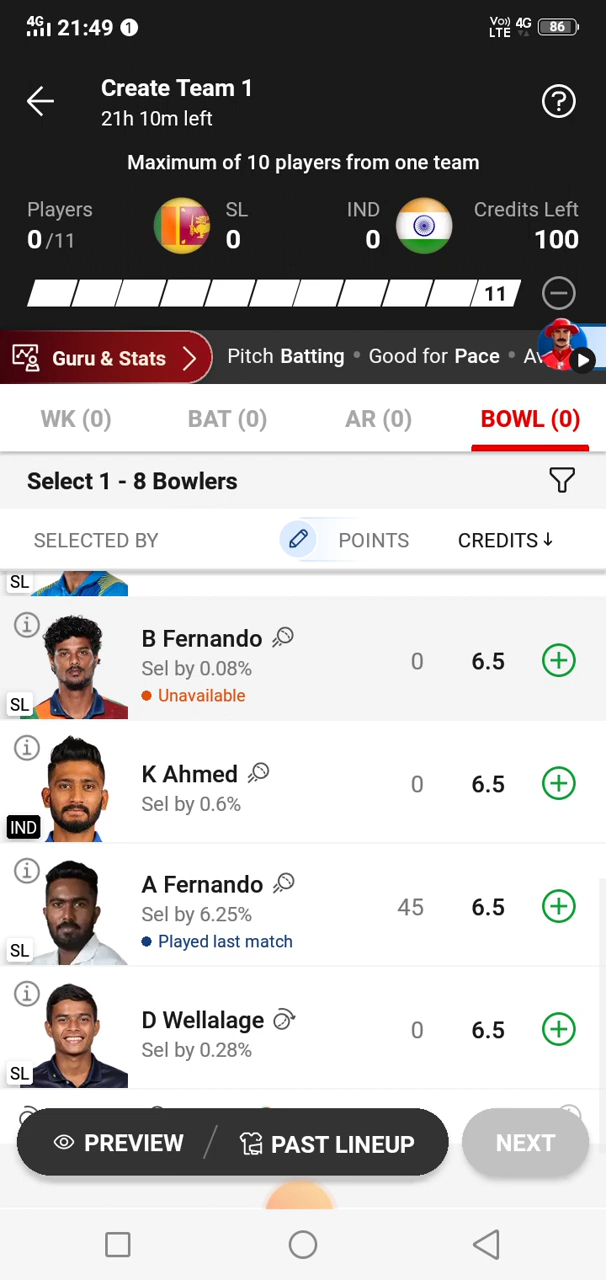 4G 21:49 1 Vo)) LTE 4G 86
Create Team 1
21h 10m left
Maximum of 10 players from one team
Players SL IND Credits Left
0/11 0 0 100
11
Guru & Stats Pitch Batting • Good for Pace • Av
WK (0) BAT (0) AR (0) BOWL (0)
Select 1 - 8 Bowlers
SELECTED BY POINTS CREDITS↓
SL
B Fernando
Sel by 0.08% 0 6.5
Unavailable
SL
K Ahmed
Sel by 0.6% 0 6.5
IND
A Fernando
Sel by 6.25% 45 6.5
Played last match
SL
D Wellalage
Sel by 0.28% 0 6.5
SL
PREVIEW / PAST LINEUP NEXT